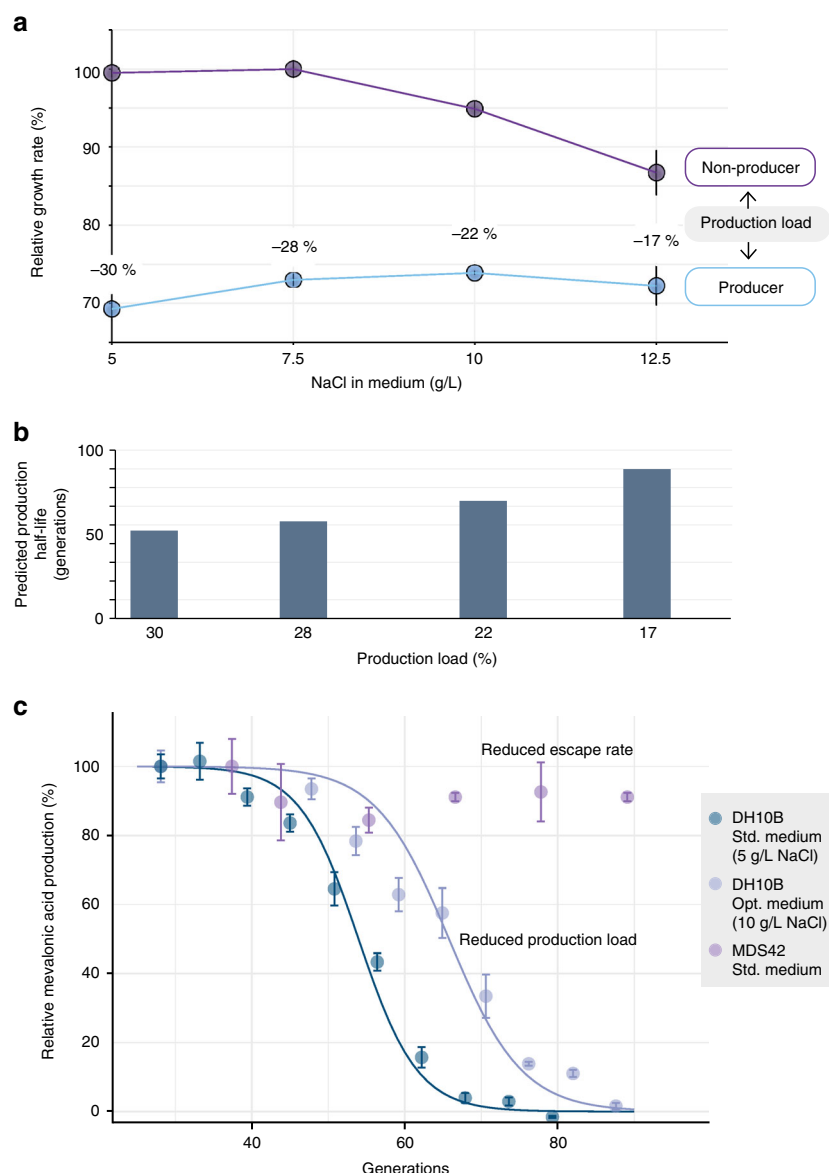 a
Relative growth rate (%)
100
90
80
70
–30 %
–28 %
–22 %
–17 %
Non-producer
Production load
Producer
5
7.5
10
12.5
NaCl in medium (g/L)
b
Predicted production
half-life
(generations)
100
50
0
30
28
22
17
Production load (%)
c
Relative mevalonic acid production (%)
100
80
60
40
20
0
Reduced escape rate
Reduced production load
DH10B
Std. medium
(5 g/L NaCl)
DH10B
Opt. medium
(10 g/L NaCl)
MDS42
Std. medium
40
60
80
Generations